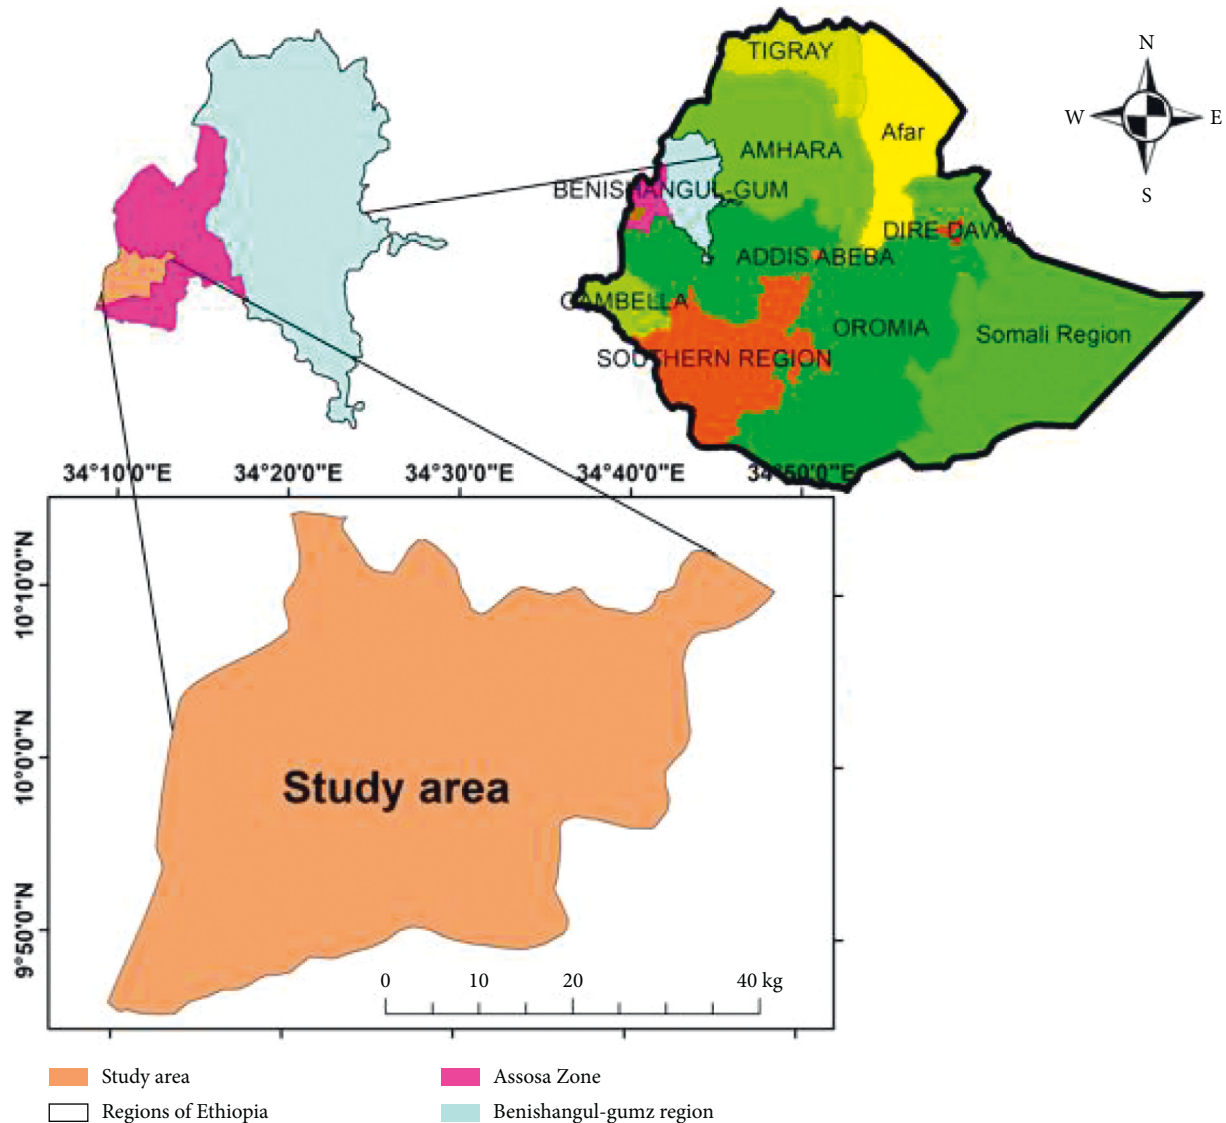 N
W E
S
TIGRAY
Afar
AMHARA
BENISHANGUL-GUM
DIRE DAWA
ADDIS ABEBA
GAMBELLA
OROMIA
Somali Region
SOUTHERN REGION
34°10'0"E 34°20'0"E 34°30'0"E 34°40'0"E 34°50'0"E
10°10'0"N
10°0'0"N
9°50'0"N
Study area
0 10 20 40 kg
Study area
Assosa Zone
Regions of Ethiopia
Benishangul-gumz region